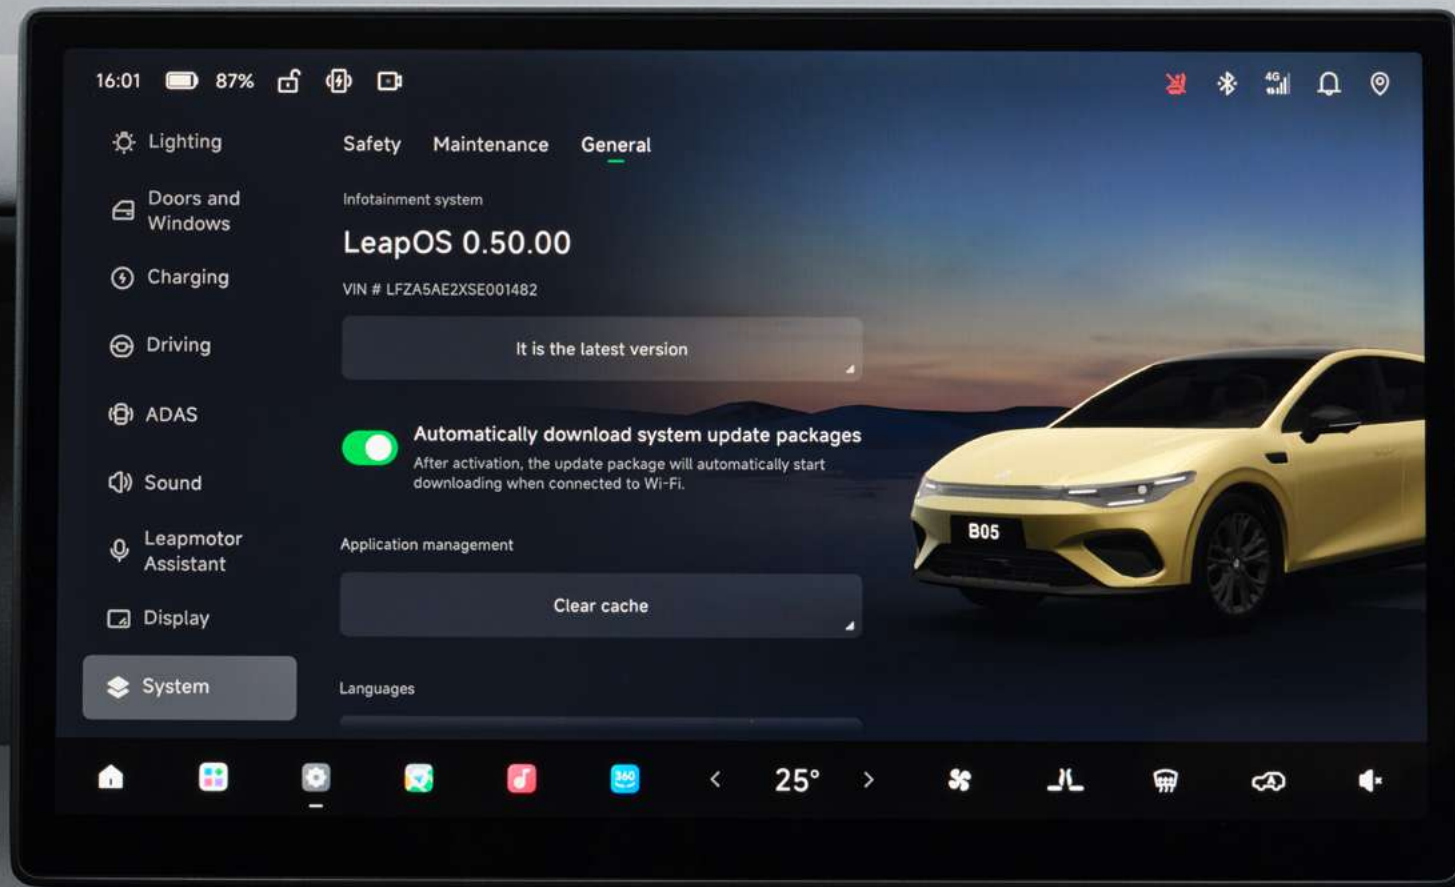 16:01 87%
4G
Lighting
Doors and
Windows
Charging
Driving
ADAS
Sound
Leapmotor
Assistant
Display
System
Safety Maintenance General
Infotainment system
LeapOS 0.50.00
VIN # LFZA5AE2XSE001482
It is the latest version
Automatically download system update packages
After activation, the update package will automatically start
downloading when connected to Wi-Fi.
Application management
Clear cache
Languages
B05
360
25°
A